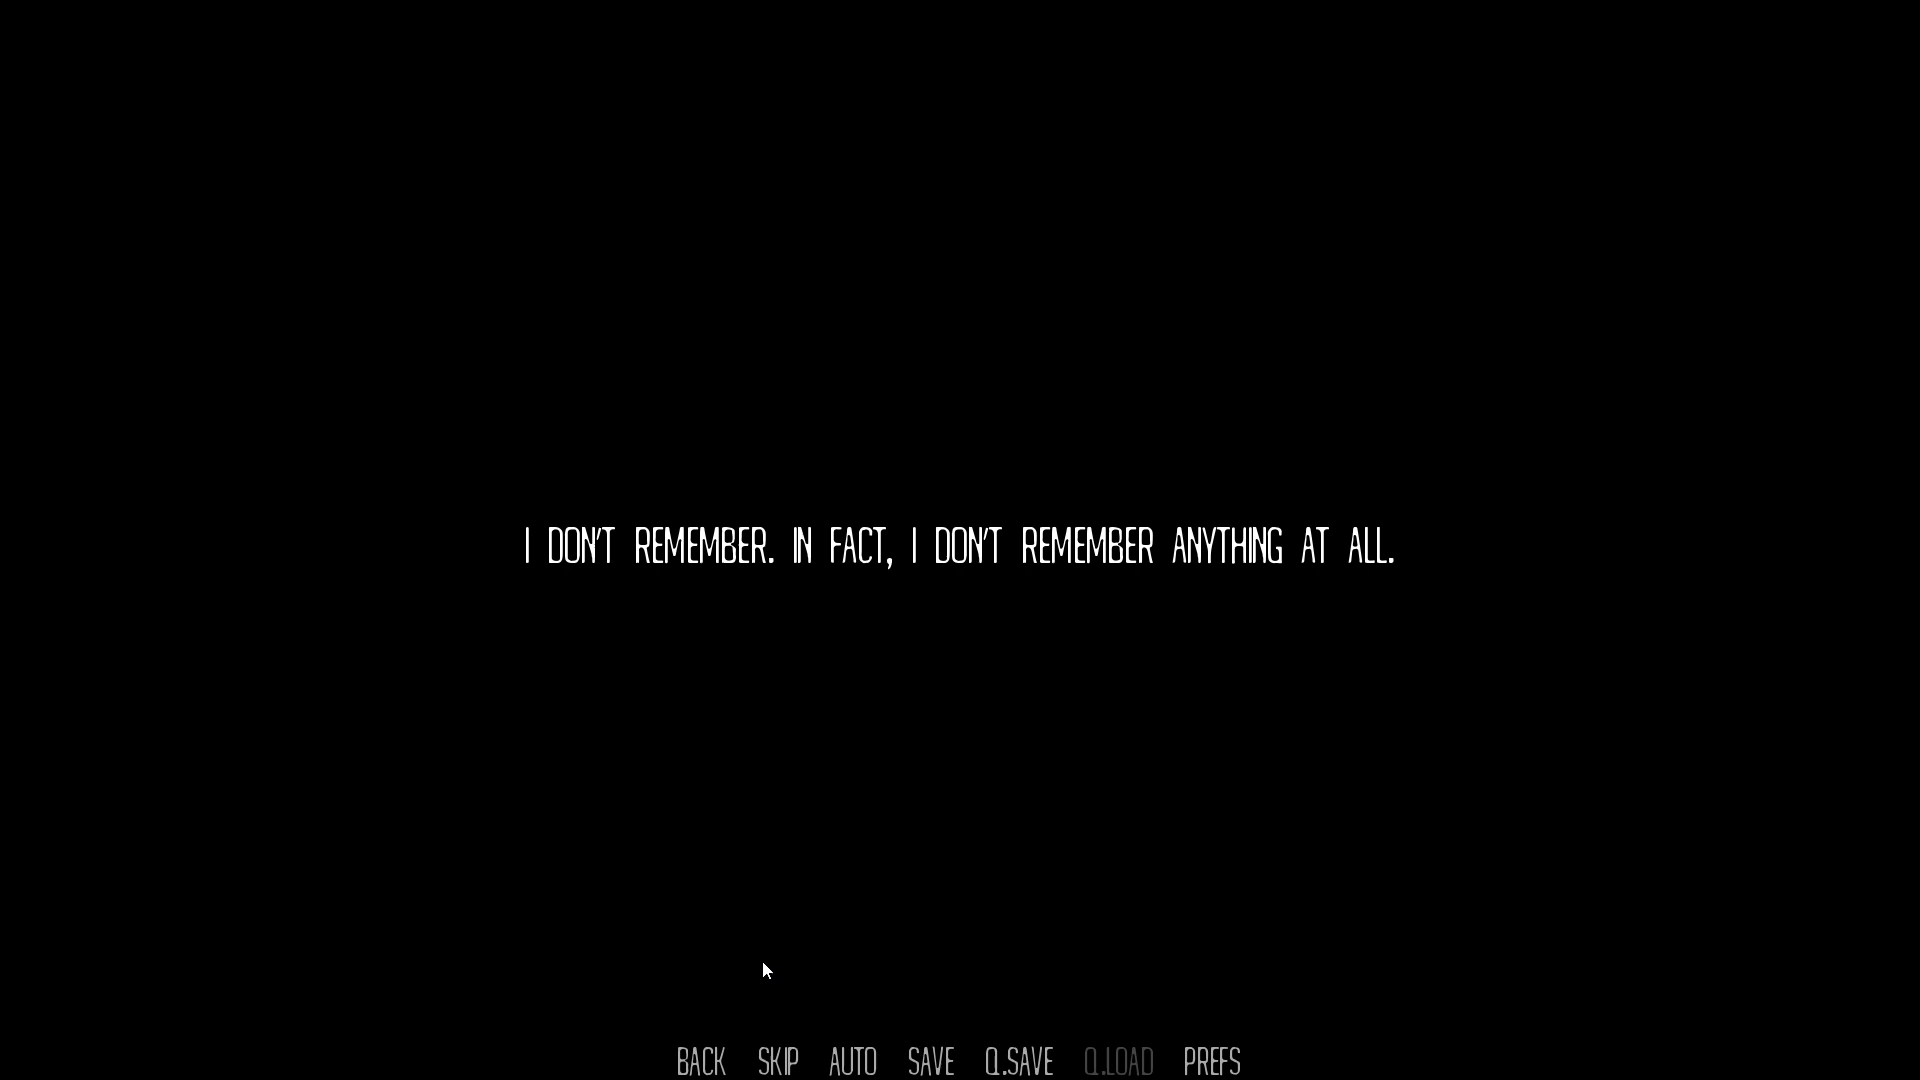 I DON'T REMEMBER. IN FACT, I DON'T REMEMBER ANYTHING AT ALL.
BACK SKIP AUTO SAVE Q.SAVE Q.LOAD PREFS